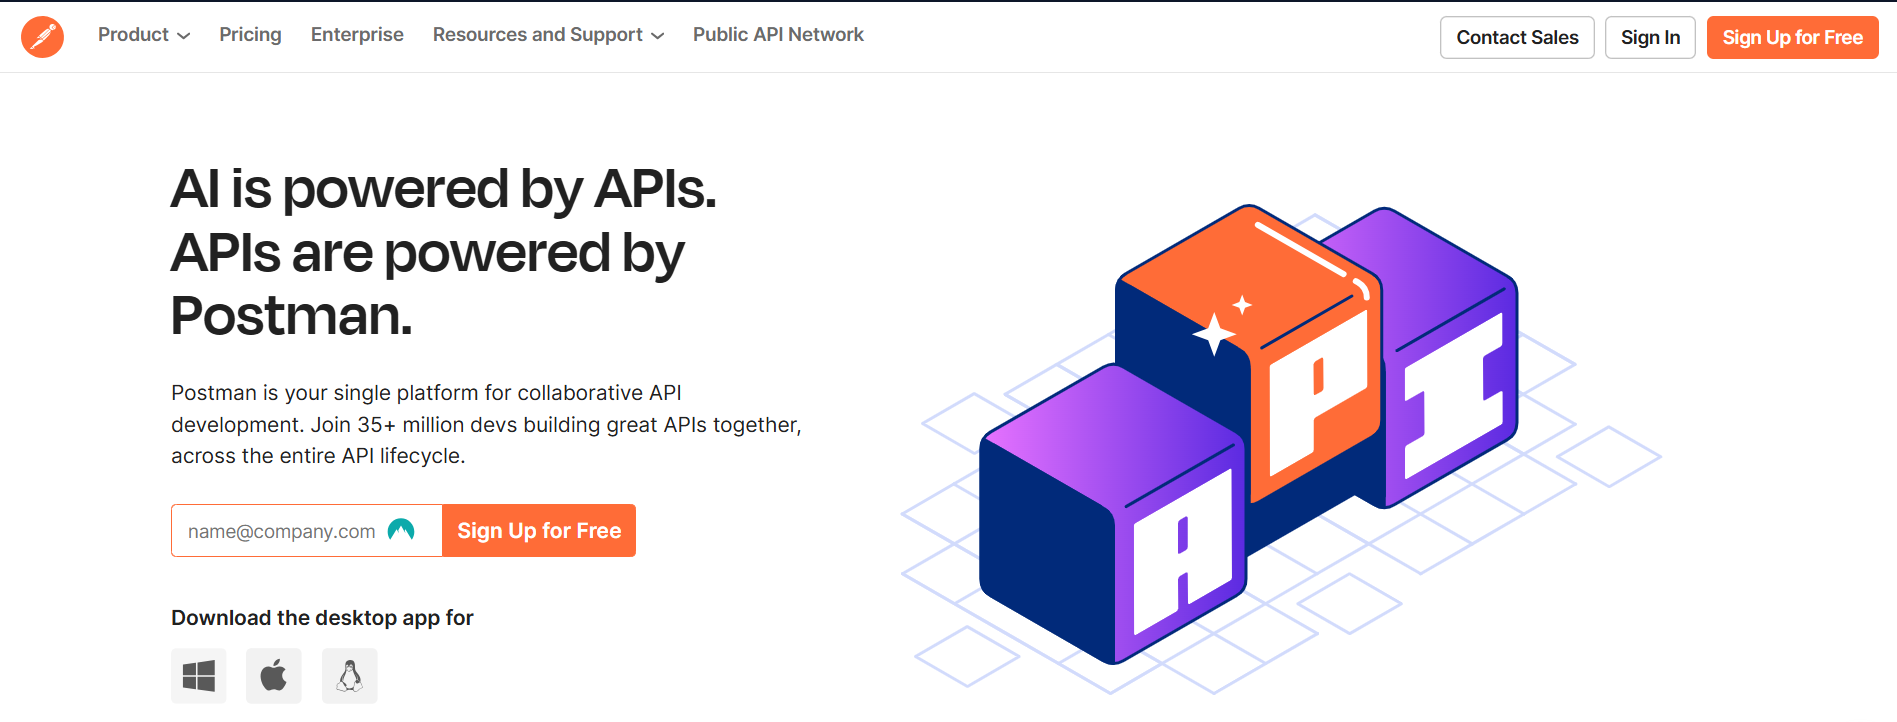 Product
Pricing
Enterprise
Resources and Support
Public API Network
Contact Sales
Sign In
Sign Up for Free
AI is powered by APIs.
APIs are powered by
Postman.
Postman is your single platform for collaborative API
development. Join 35+ million devs building great APIs together,
across the entire API lifecycle.
name@company.com
Sign Up for Free
Download the desktop app for
A P I